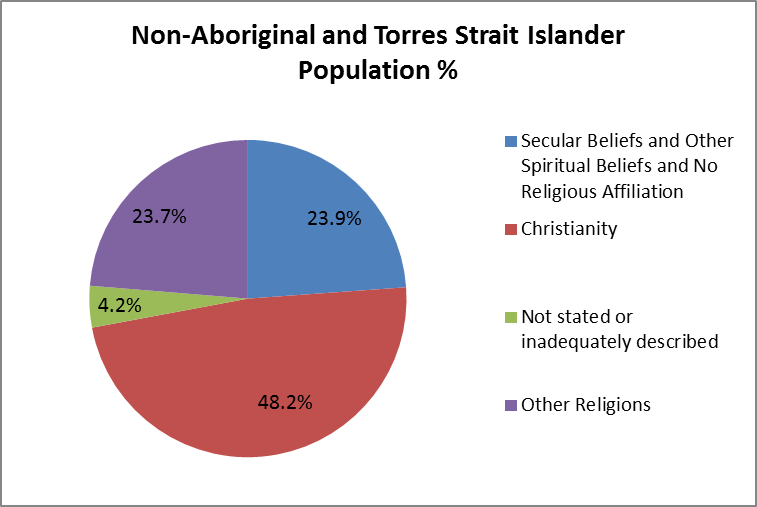 Non-Aboriginal and Torres Strait Islander
Population %
23.7%
23.9%
4.2%
48.2%
Secular Beliefs and Other
Spiritual Beliefs and No
Religious Affiliation
Christianity
Not stated or
inadequately described
Other Religions